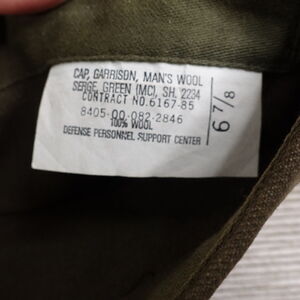 CAP, GARRISON, MAN'S WOOL
SERGE, GREEN (MC), SH. 2234
CONTRACT NO. 6167-85
8405-00-082-2846
100% WOOL
DEFENSE PERSONNEL SUPPORT CENTER
6 7/8